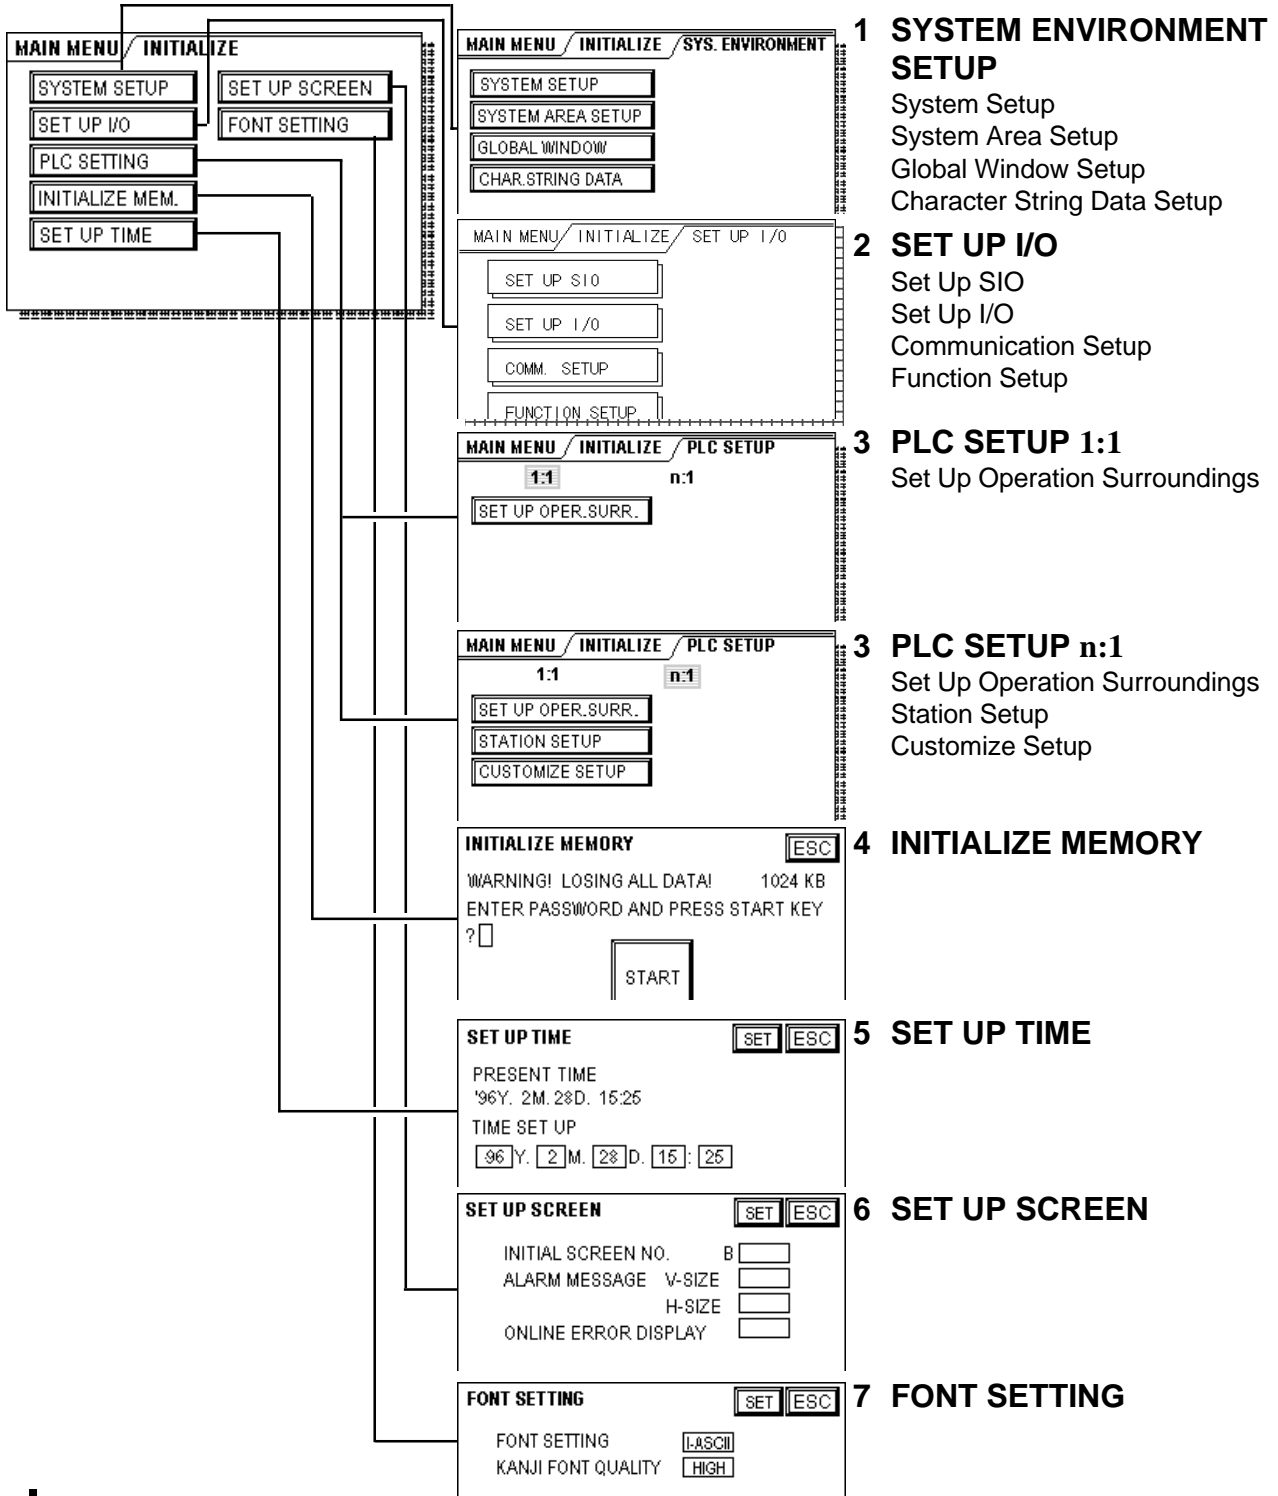 MAIN MENU / INITIALIZE
SYSTEM SETUP
SET UP SCREEN
SET UP I/O
FONT SETTING
PLC SETTING
INITIALIZE MEM.
SET UP TIME
MAIN MENU / INITIALIZE / SYS. ENVIRONMENT
SYSTEM SETUP
SYSTEM AREA SETUP
GLOBAL WINDOW
CHAR.STRING DATA
1 SYSTEM ENVIRONMENT
SETUP
System Setup
System Area Setup
Global Window Setup
Character String Data Setup
MAIN MENU / INITIALIZE / SET UP I/O
SET UP SIO
SET UP I/O
COMM. SETUP
FUNCTION SETUP
2 SET UP I/O
Set Up SIO
Set Up I/O
Communication Setup
Function Setup
MAIN MENU / INITIALIZE / PLC SETUP
1:1 n:1
SET UP OPER.SURR.
3 PLC SETUP 1:1
Set Up Operation Surroundings
MAIN MENU / INITIALIZE / PLC SETUP
1:1 n:1
SET UP OPER.SURR.
STATION SETUP
CUSTOMIZE SETUP
3 PLC SETUP n:1
Set Up Operation Surroundings
Station Setup
Customize Setup
INITIALIZE MEMORY ESC
WARNING! LOSING ALL DATA! 1024 KB
ENTER PASSWORD AND PRESS START KEY
?
START
4 INITIALIZE MEMORY
SET UP TIME SET ESC
PRESENT TIME
'96Y. 2M. 28D. 15:25
TIME SET UP
96 Y. 2 M. 28 D. 15 : 25
5 SET UP TIME
SET UP SCREEN SET ESC
INITIAL SCREEN NO. B
ALARM MESSAGE V-SIZE
H-SIZE
ONLINE ERROR DISPLAY
6 SET UP SCREEN
FONT SETTING SET ESC
FONT SETTING I-ASCII
KANJI FONT QUALITY HIGH
7 FONT SETTING